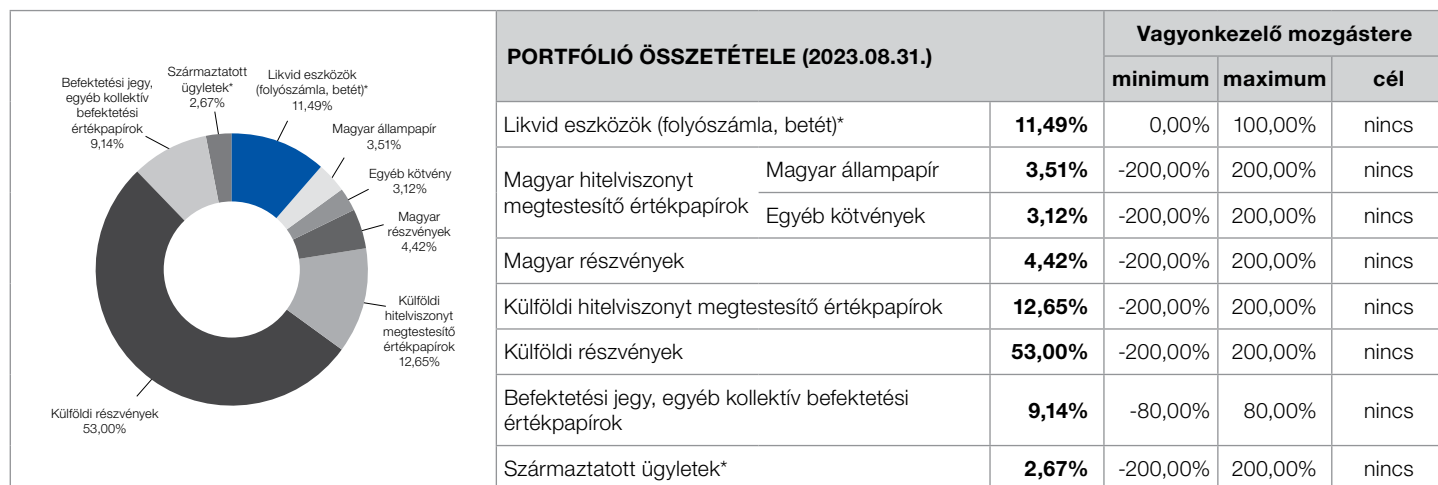 Származtatott
ügyletek*
2,67%
Likvid eszközök
(folyószámla, betét)*
11,49%
Befektetési jegy,
egyéb kollektív
befektetési
értékpapírok
9,14%
Magyar állampapír
3,51%
Egyéb kötvény
3,12%
Magyar
részvények
4,42%
Külföldi
hitelviszonyt
megtestesítő
értékpapírok
12,65%
Külföldi részvények
53,00%
PORTFÓLIÓ ÖSSZETÉTELE (2023.08.31.)
Vagyonkezelő mozgástere
minimum maximum cél
Likvid eszközök (folyószámla, betét)* 11,49% 0,00% 100,00% nincs
Magyar hitelviszonyt
megtestesítő értékpapírok
Magyar állampapír 3,51% -200,00% 200,00% nincs
Egyéb kötvények 3,12% -200,00% 200,00% nincs
Magyar részvények 4,42% -200,00% 200,00% nincs
Külföldi hitelviszonyt megtestesítő értékpapírok 12,65% -200,00% 200,00% nincs
Külföldi részvények 53,00% -200,00% 200,00% nincs
Befektetési jegy, egyéb kollektív befektetési
értékpapírok 9,14% -80,00% 80,00% nincs
Származtatott ügyletek* 2,67% -200,00% 200,00% nincs